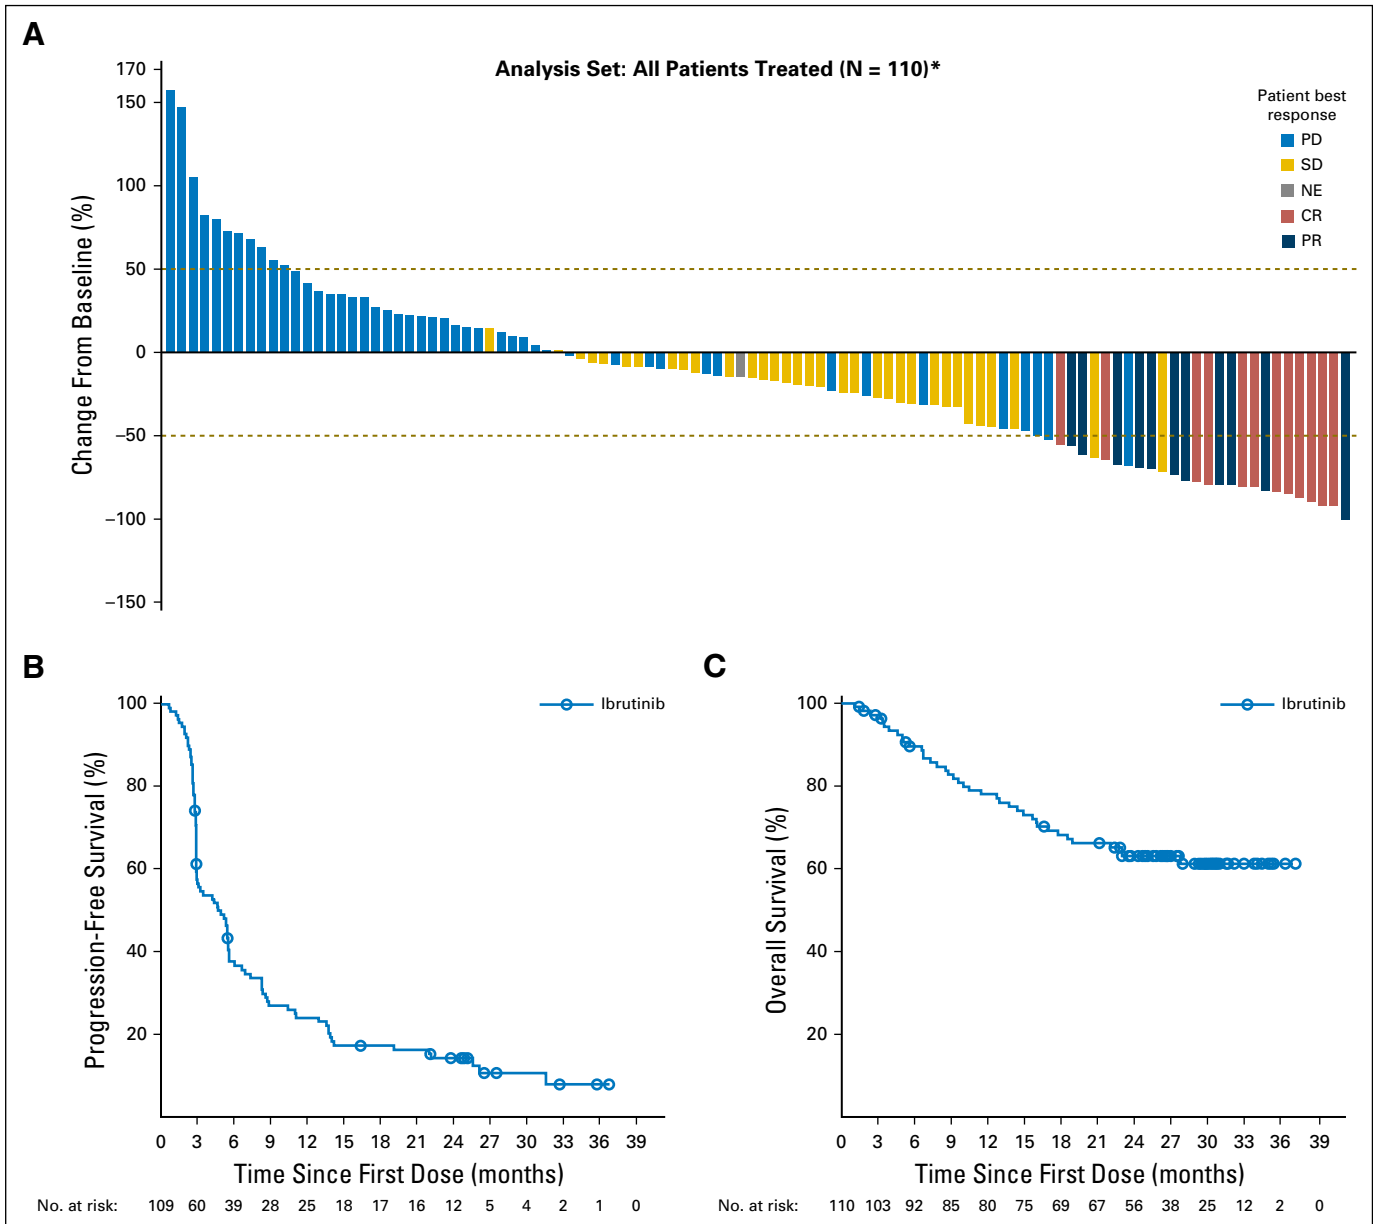 A
Analysis Set: All Patients Treated (N = 110)*
Patient best
response
PD
SD
NE
CR
PR
Change From Baseline (%)
170
150
100
50
0
–50
–100
–150
B
Ibrutinib
Progression-Free Survival (%)
100
80
60
40
20
0 3 6 9 12 15 18 21 24 27 30 33 36 39
Time Since First Dose (months)
No. at risk: 109 60 39 28 25 18 17 16 12 5 4 2 1 0
C
Ibrutinib
Overall Survival (%)
100
80
60
40
20
0 3 6 9 12 15 18 21 24 27 30 33 36 39
Time Since First Dose (months)
No. at risk: 110 103 92 85 80 75 69 67 56 38 25 12 2 0